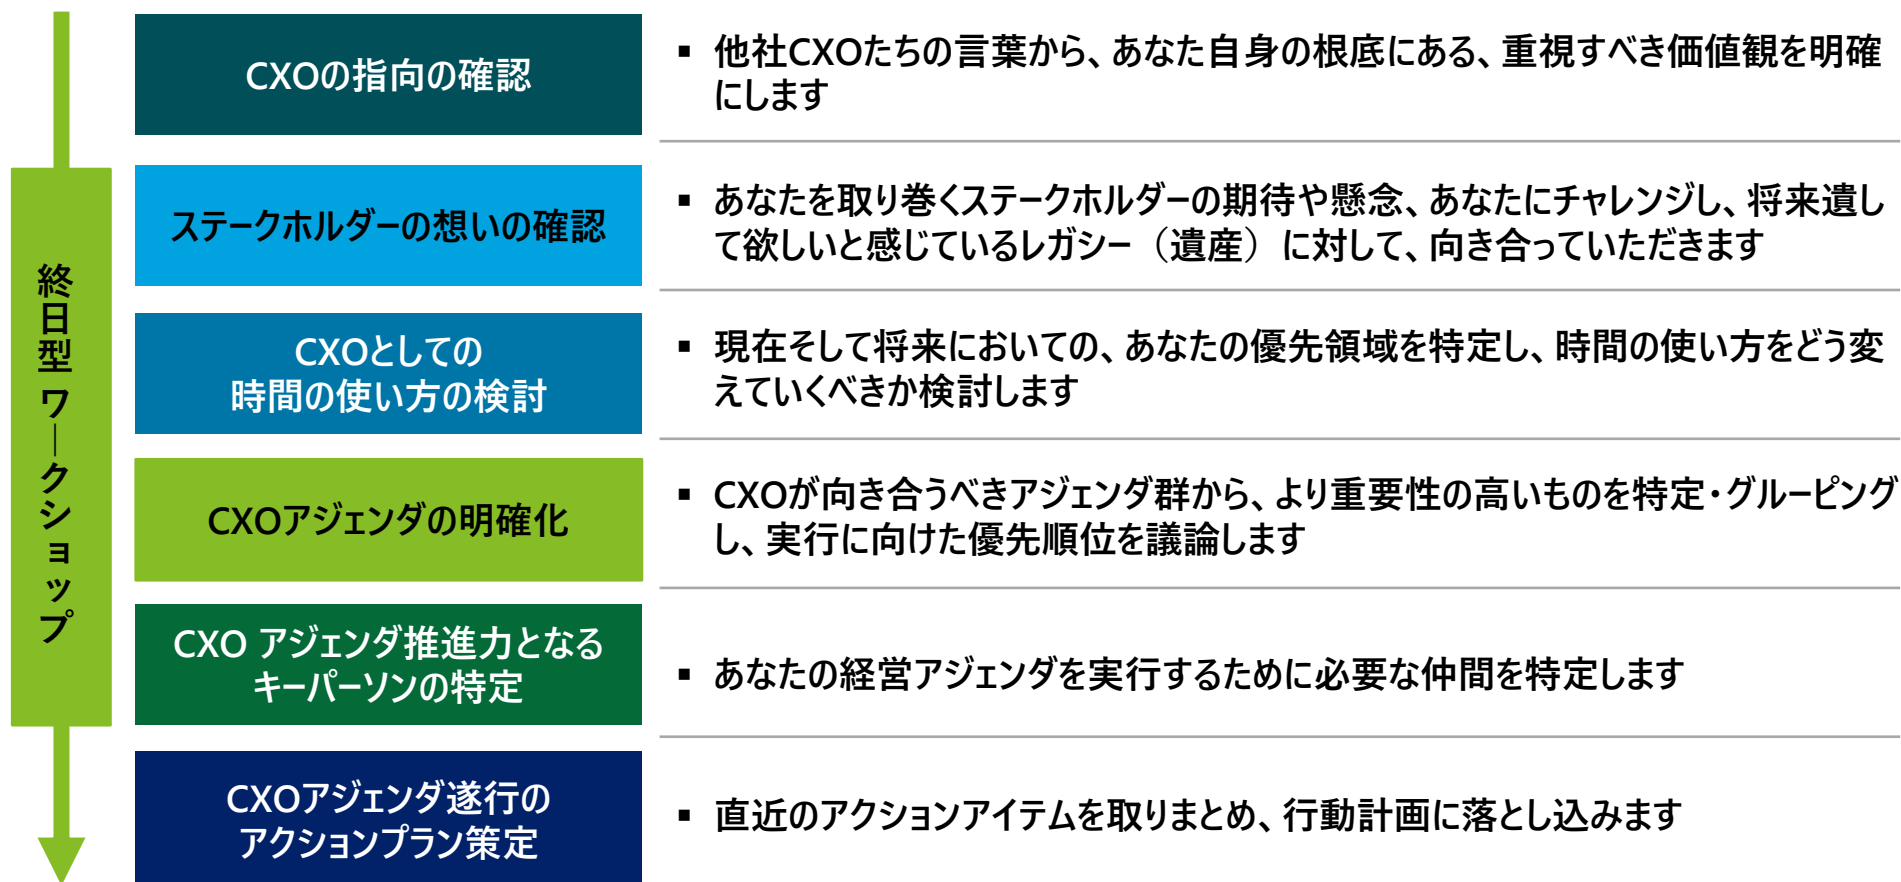 終日型 ワークショップ
CXOの指向の確認
▪ 他社CXOたちの言葉から、あなた自身の根底にある、重視すべき価値観を明確
にします
ステークホルダーの想いの確認
▪ あなたを取り巻くステークホルダーの期待や懸念、あなたにチャレンジし、将来遺し
て欲しいと感じているレガシー（遺産）に対して、向き合っていただきます
CXOとしての
時間の使い方の検討
▪ 現在そして将来においての、あなたの優先領域を特定し、時間の使い方をどう変
えていくべきか検討します
CXOアジェンダの明確化
▪ CXOが向き合うべきアジェンダ群から、より重要性の高いものを特定・グルーピング
し、実行に向けた優先順位を議論します
CXO アジェンダ推進力となる
キーパーソンの特定
▪ あなたの経営アジェンダを実行するために必要な仲間を特定します
CXOアジェンダ遂行の
アクションプラン策定
▪ 直近のアクションアイテムを取りまとめ、行動計画に落とし込みます